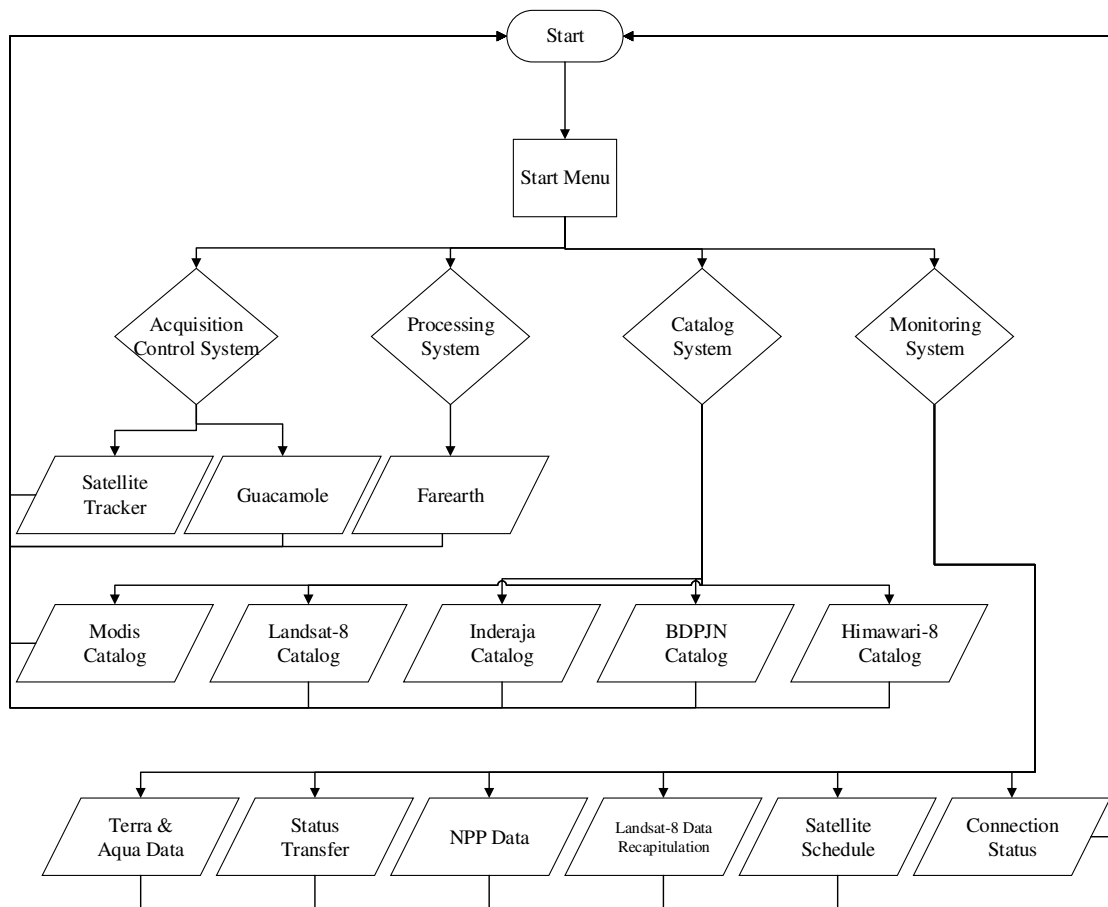 Start
Start Menu
Acquisition
Control System
Processing
System
Catalog
System
Monitoring
System
Satellite
Tracker
Guacamole
Farearth
Modis
Catalog
Landsat-8
Catalog
Inderaja
Catalog
BDPJN
Catalog
Himawari-8
Catalog
Terra &
Aqua Data
Status
Transfer
NPP Data
Landsat-8 Data
Recapitulation
Satellite
Schedule
Connection
Status